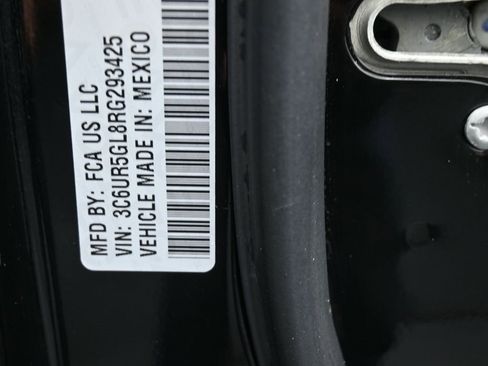 MFD BY: FCA US LLC
VIN: 3C6UR5GL8RG293425
VEHICLE MADE IN: MEXICO